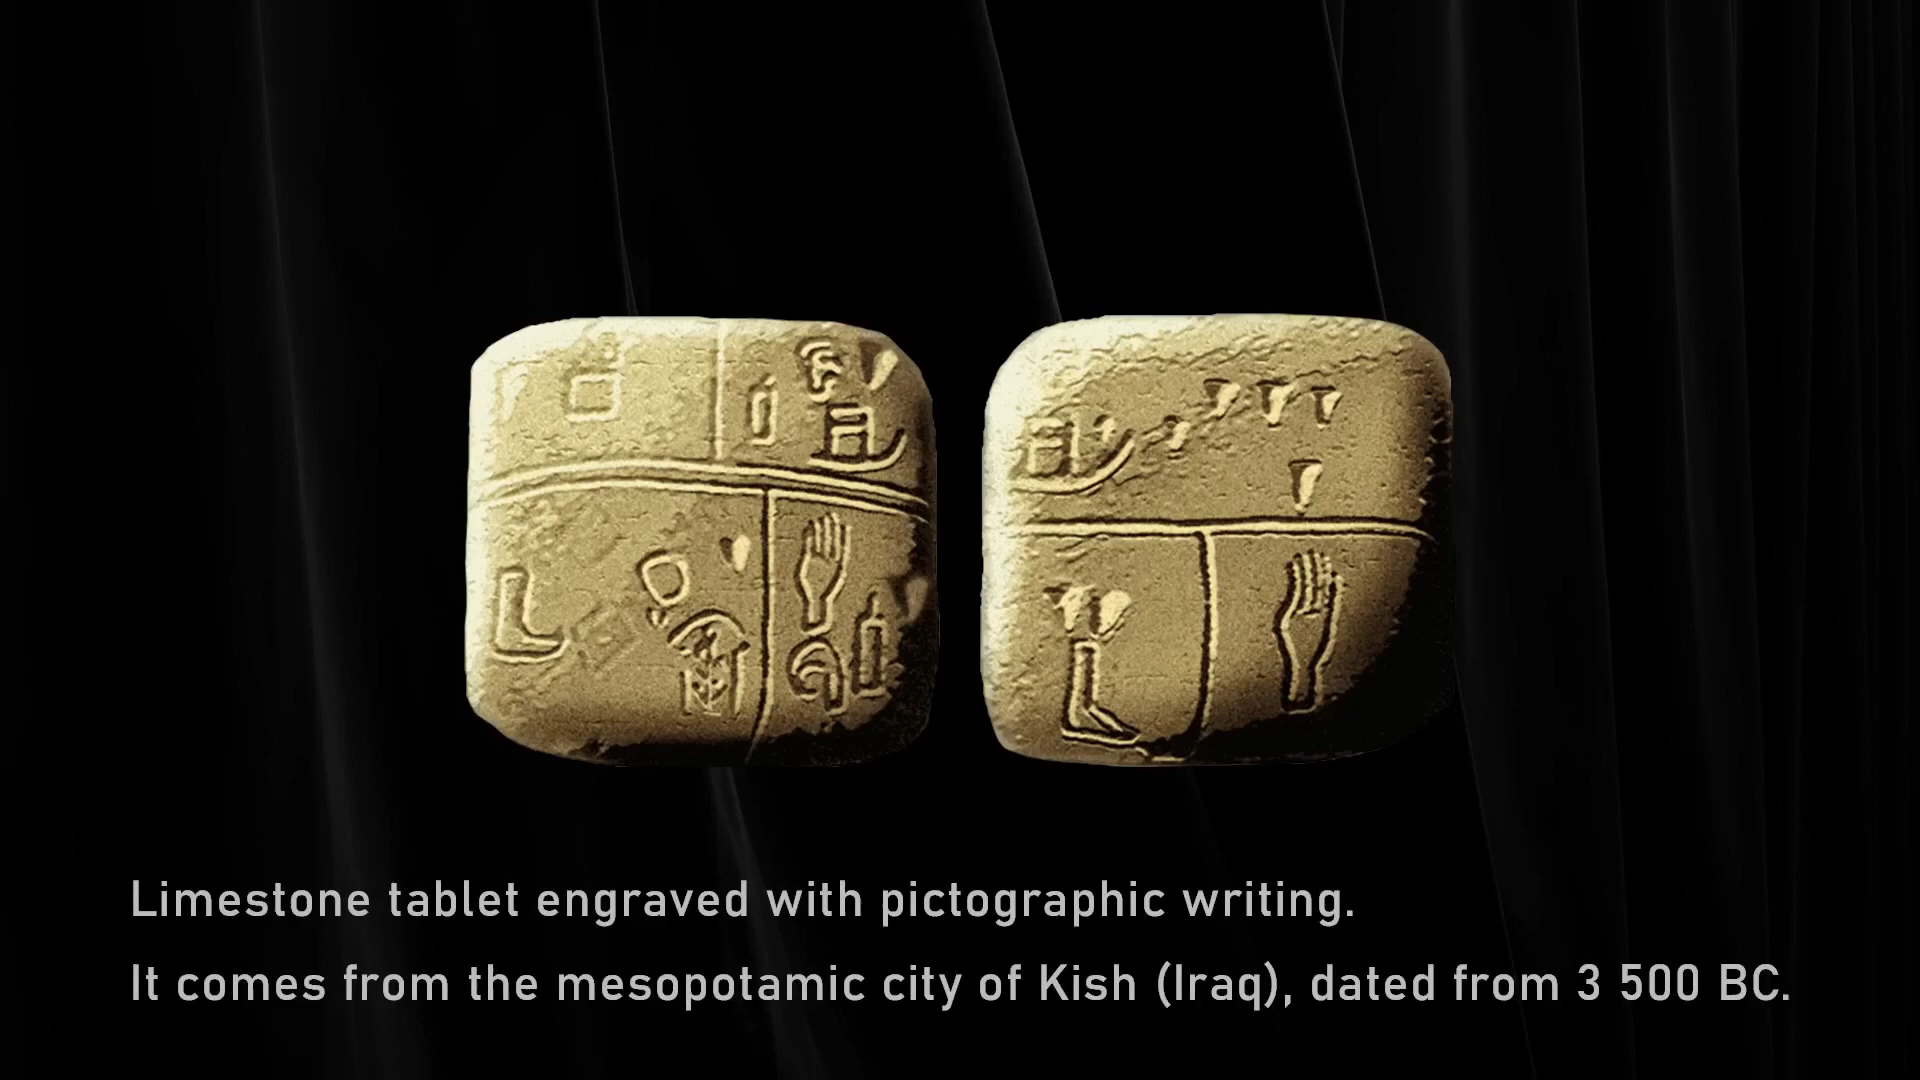 Limestone tablet engraved with pictographic writing.
It comes from the mesopotamic city of Kish (Iraq), dated from 3 500 BC.